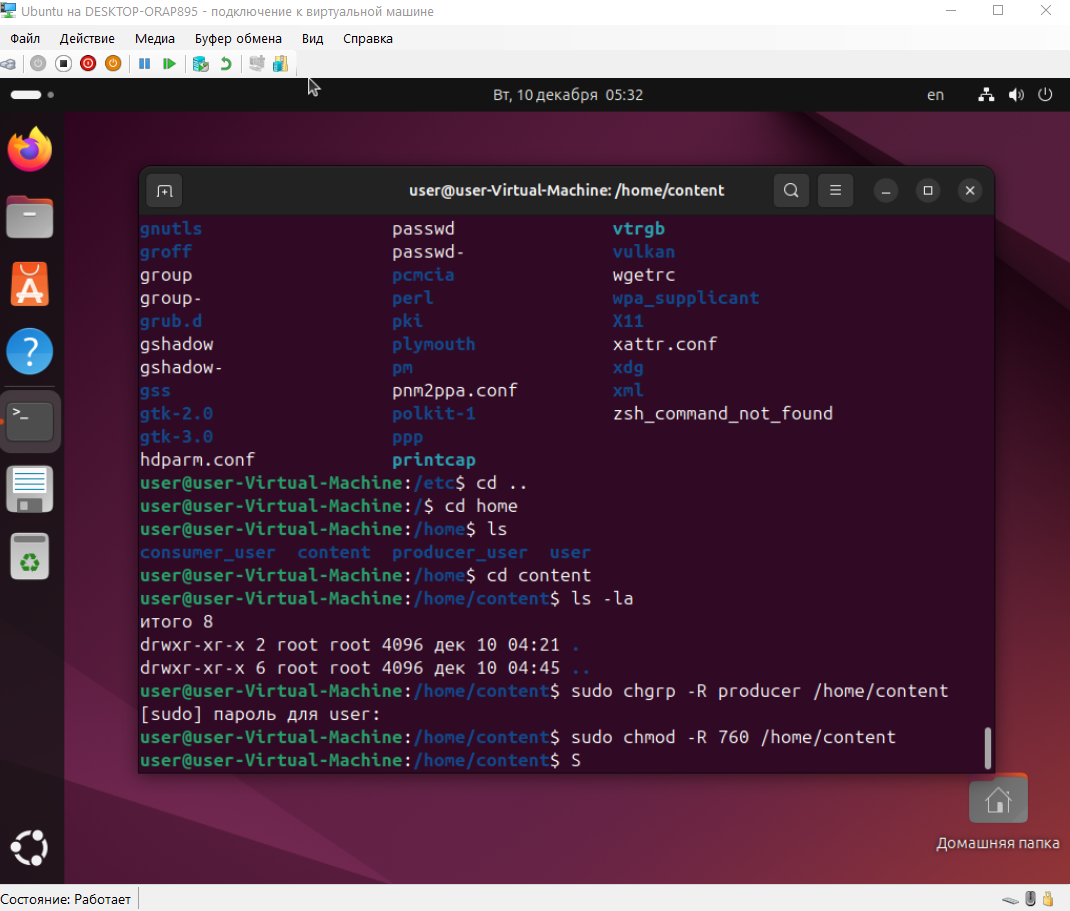 Ubuntu на DESKTOP-ORAP895 - подключение к виртуальной машине
Файл Действие Медиа Буфер обмена Вид Справка
Вт, 10 декабря 05:32 en
user@user-Virtual-Machine: /home/content
gnutls passwd vtrgb
groff passwd- vulkan
group pcmcia wgetrc
group- perl wpa_supplicant
grub.d pki X11
gshadow plymouth xattr.conf
gshadow- pm xdg
gss pnm2ppa.conf xml
gtk-2.0 polkit-1 zsh_command_not_found
gtk-3.0 ppp
hdparm.conf printcap
user@user-Virtual-Machine:/etc$ cd ..
user@user-Virtual-Machine:/$ cd home
user@user-Virtual-Machine:/home$ ls
consumer_user content producer_user user
user@user-Virtual-Machine:/home$ cd content
user@user-Virtual-Machine:/home/content$ ls -la
итого 8
drwxr-xr-x 2 root root 4096 дек 10 04:21 .
drwxr-xr-x 6 root root 4096 дек 10 04:45 ..
user@user-Virtual-Machine:/home/content$ sudo chgrp -R producer /home/content
[sudo] пароль для user:
user@user-Virtual-Machine:/home/content$ sudo chmod -R 760 /home/content
user@user-Virtual-Machine:/home/content$ S
Домашняя папка
Состояние: Работает